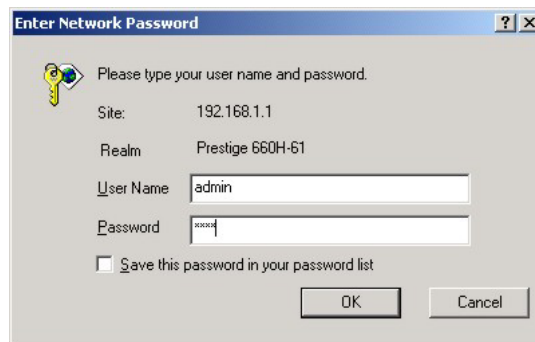 Enter Network Password
Please type your user name and password.
Site: 192.168.1.1
Realm Prestige 660H-61
User Name admin
Password xxxx
Save this password in your password list
OK Cancel